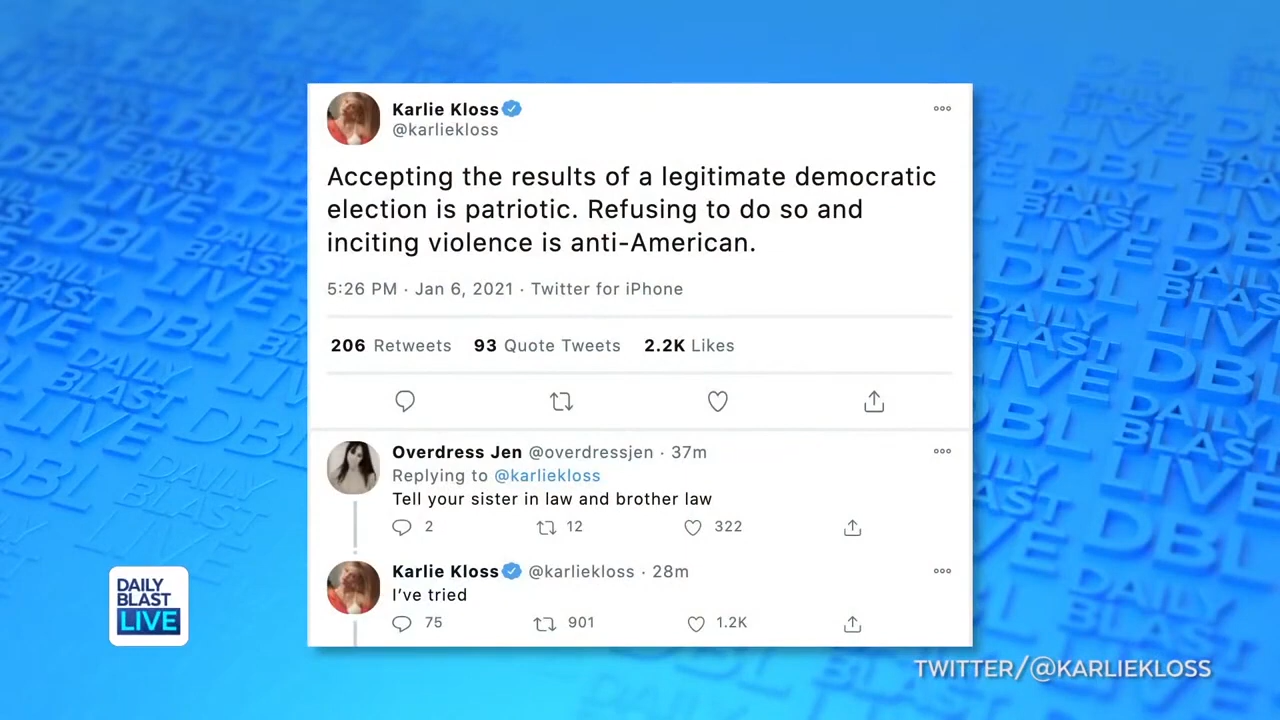 Karlie Kloss
@karliekloss
Accepting the results of a legitimate democratic
election is patriotic. Refusing to do so and
inciting violence is anti-American.
5:26 PM · Jan 6, 2021 · Twitter for iPhone
206 Retweets 93 Quote Tweets 2.2K Likes
Overdress Jen @overdressjen · 37m
Replying to @karliekloss
Tell your sister in law and brother law
2 12 322
Karlie Kloss @karliekloss · 28m
I've tried
75 901 1.2K
DAILY
BLAST
LIVE
TWITTER/@KARLIEKLOSS